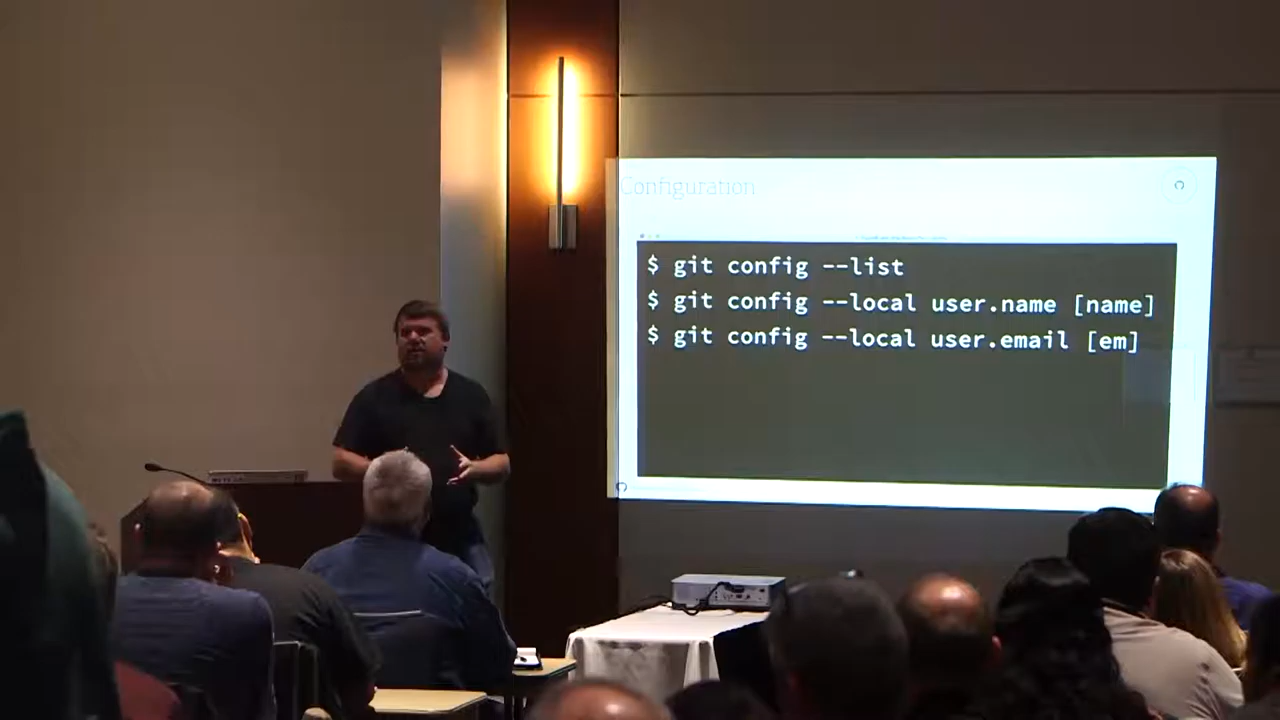 Configuration
$ git config --list
$ git config --local user.name [name]
$ git config --local user.email [em]